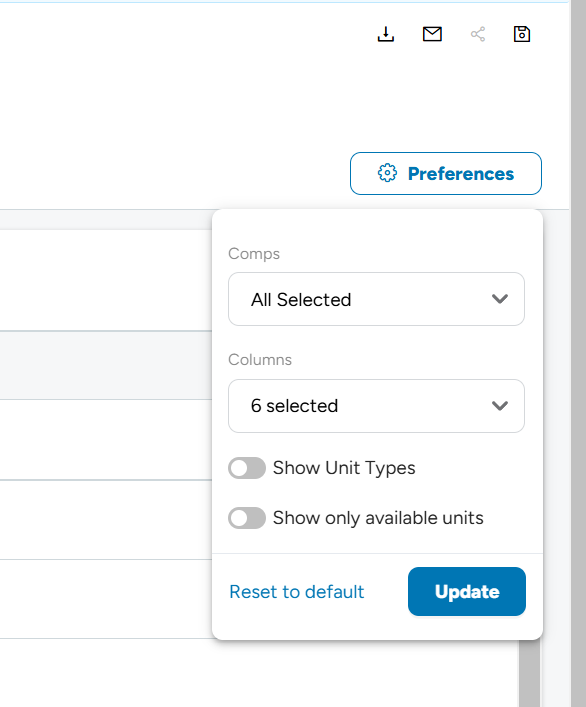 Preferences
Comps
All Selected
Columns
6 selected
Show Unit Types
Show only available units
Reset to default
Update